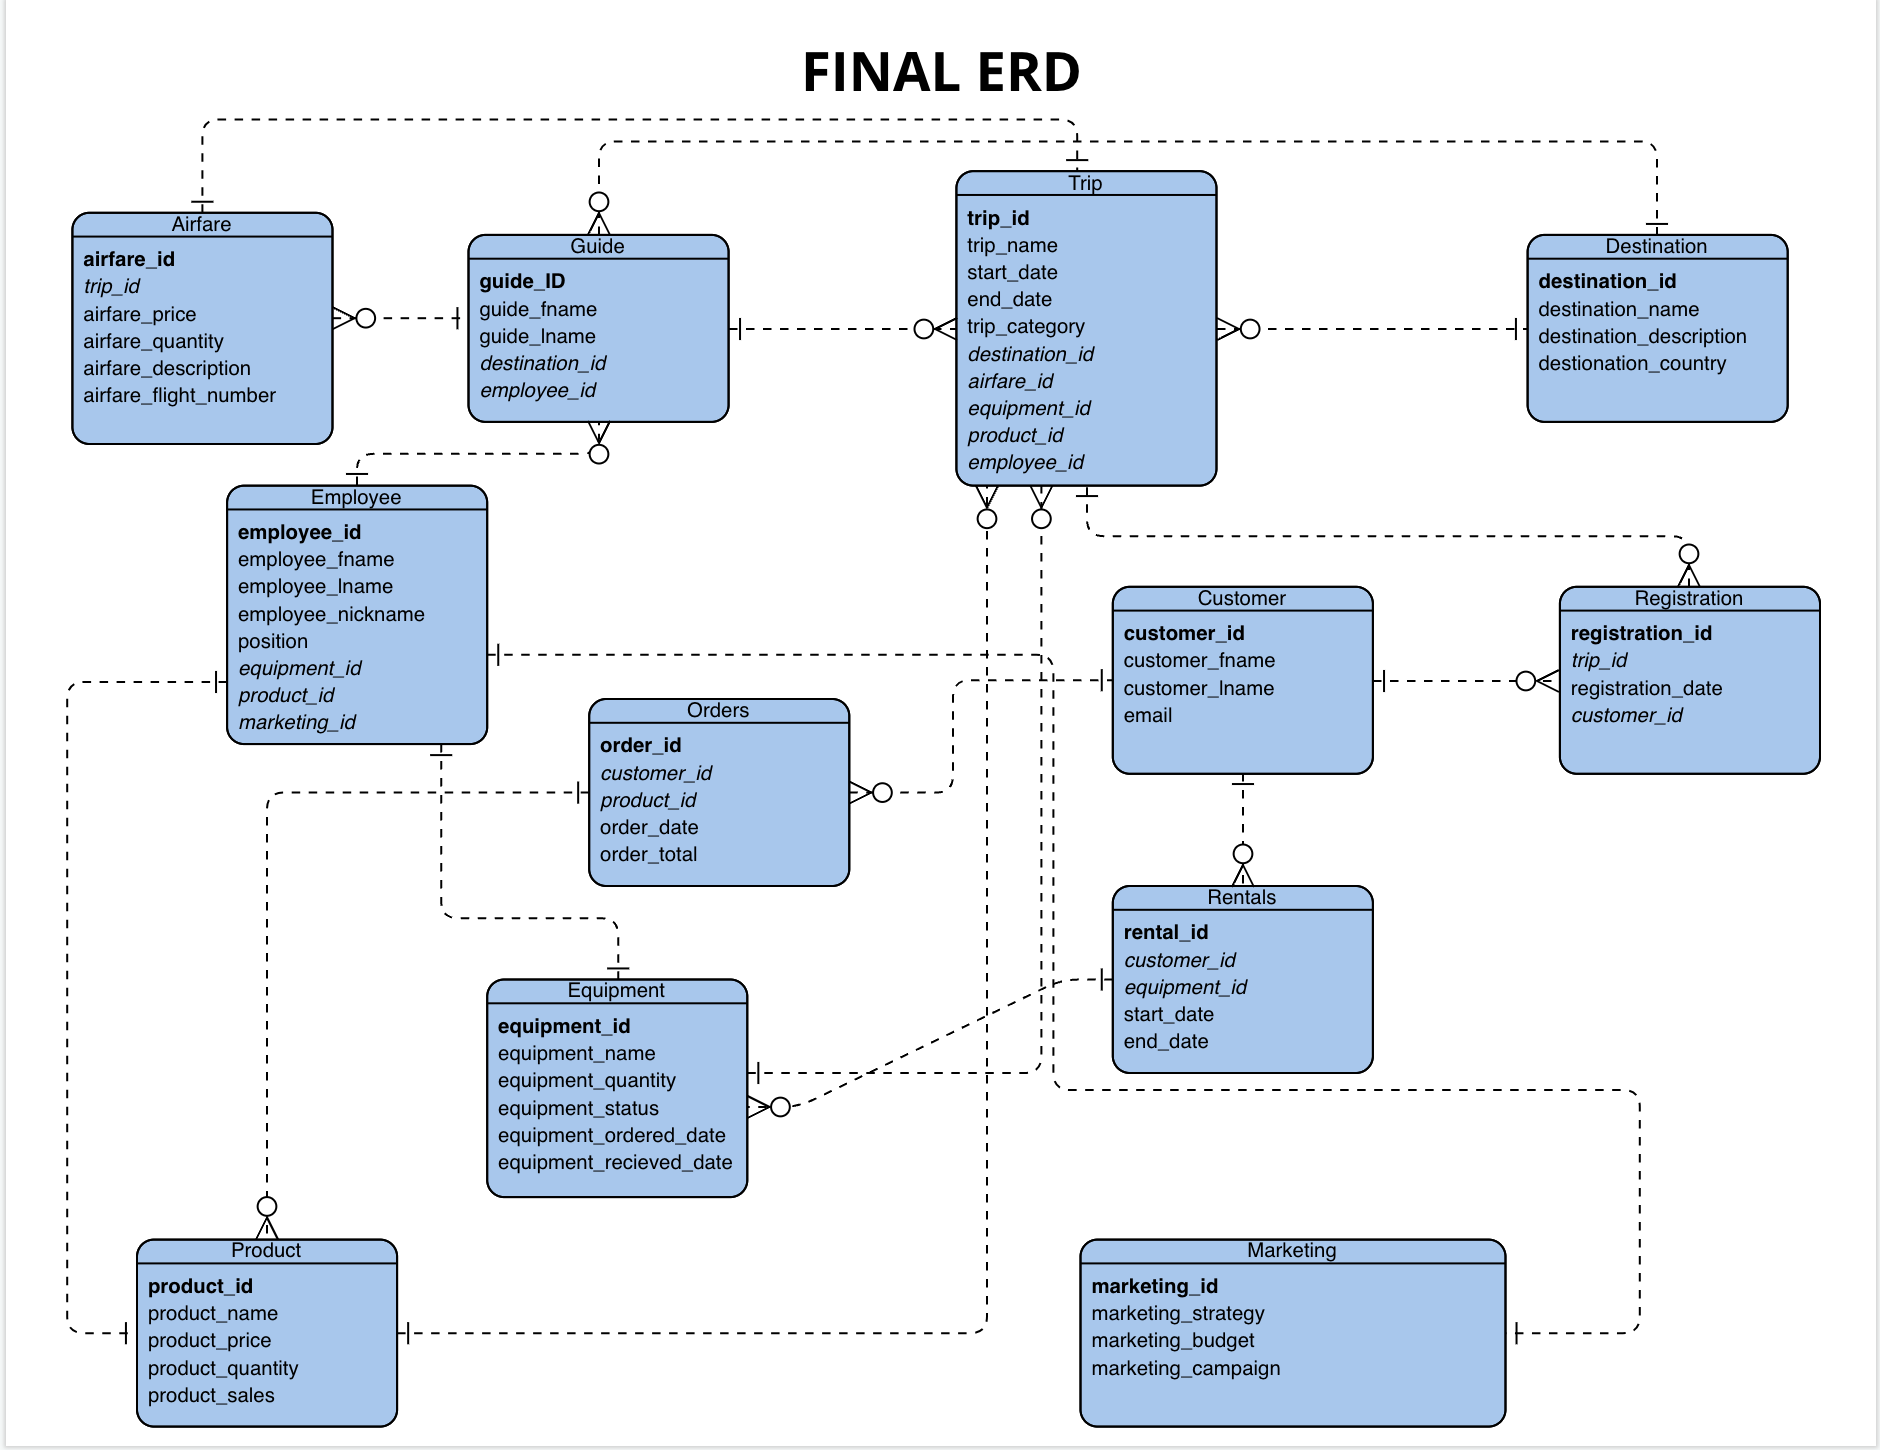 FINAL ERD
Airfare
airfare_id
trip_id
airfare_price
airfare_quantity
airfare_description
airfare_flight_number
Guide
guide_ID
guide_fname
guide_lname
destination_id
employee_id
Trip
trip_id
trip_name
start_date
end_date
trip_category
destination_id
airfare_id
equipment_id
product_id
employee_id
Destination
destination_id
destination_name
destination_description
destionation_country
Employee
employee_id
employee_fname
employee_lname
employee_nickname
position
equipment_id
product_id
marketing_id
Customer
customer_id
customer_fname
customer_lname
email
Registration
registration_id
trip_id
registration_date
customer_id
Orders
order_id
customer_id
product_id
order_date
order_total
Rentals
rental_id
customer_id
equipment_id
start_date
end_date
Equipment
equipment_id
equipment_name
equipment_quantity
equipment_status
equipment_ordered_date
equipment_recieved_date
Product
product_id
product_name
product_price
product_quantity
product_sales
Marketing
marketing_id
marketing_strategy
marketing_budget
marketing_campaign